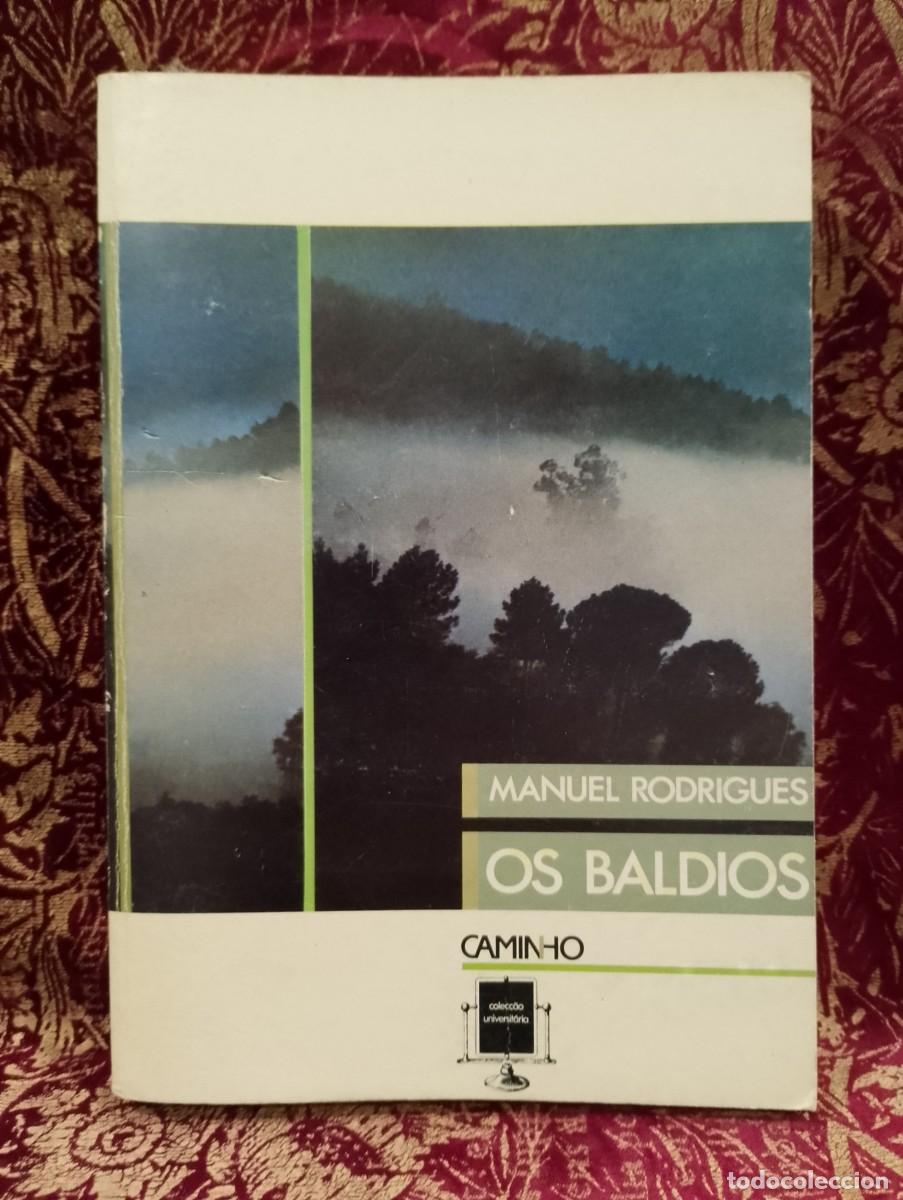 MANUEL RODRIGUES
OS BALDIOS
CAMINHO
colecção
universitária
todocoleccion